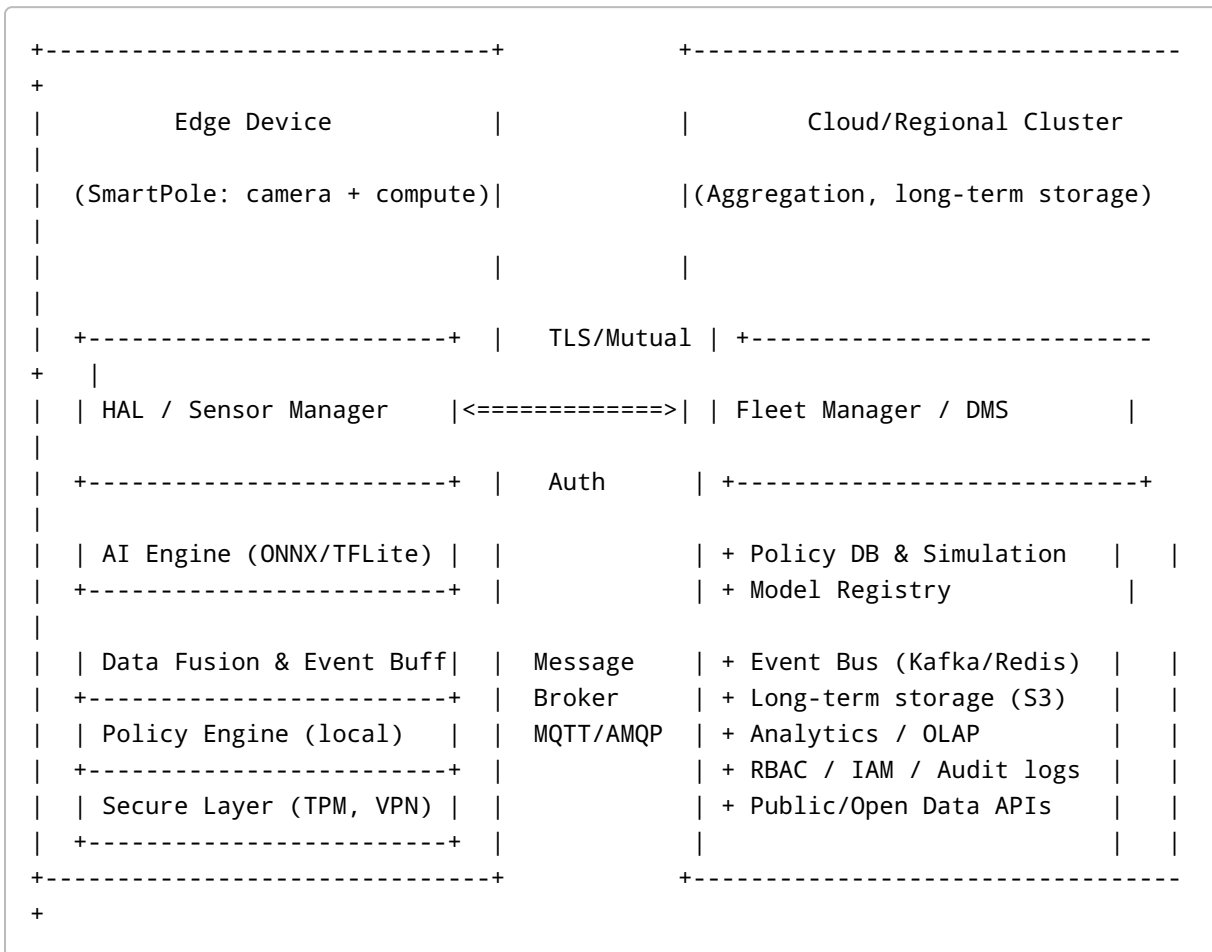 +-------------------------------+            +----------------------------------
+
|         Edge Device           |            |        Cloud/Regional Cluster
|
|  (SmartPole: camera + compute)|            |(Aggregation, long-term storage)
|
|                               |            |
|
|  +-------------------------+  |   TLS/Mutual | +----------------------------
+   |
|  | HAL / Sensor Manager    |<=============>| | Fleet Manager / DMS        |
|
|  +-------------------------+  |   Auth      | +----------------------------+
|
|  | AI Engine (ONNX/TFLite) |  |             | + Policy DB & Simulation   |   |
|  +-------------------------+  |             | + Model Registry            |
|
|  | Data Fusion & Event Buff|  |  Message    | + Event Bus (Kafka/Redis)  |   |
|  +-------------------------+  |  Broker     | + Long-term storage (S3)   |   |
|  | Policy Engine (local)   |  |  MQTT/AMQP  | + Analytics / OLAP         |   |
|  +-------------------------+  |             | + RBAC / IAM / Audit logs  |   |
|  | Secure Layer (TPM, VPN) |  |             | + Public/Open Data APIs    |   |
|  +-------------------------+  |             |                            |   |
+-------------------------------+            +----------------------------------
+